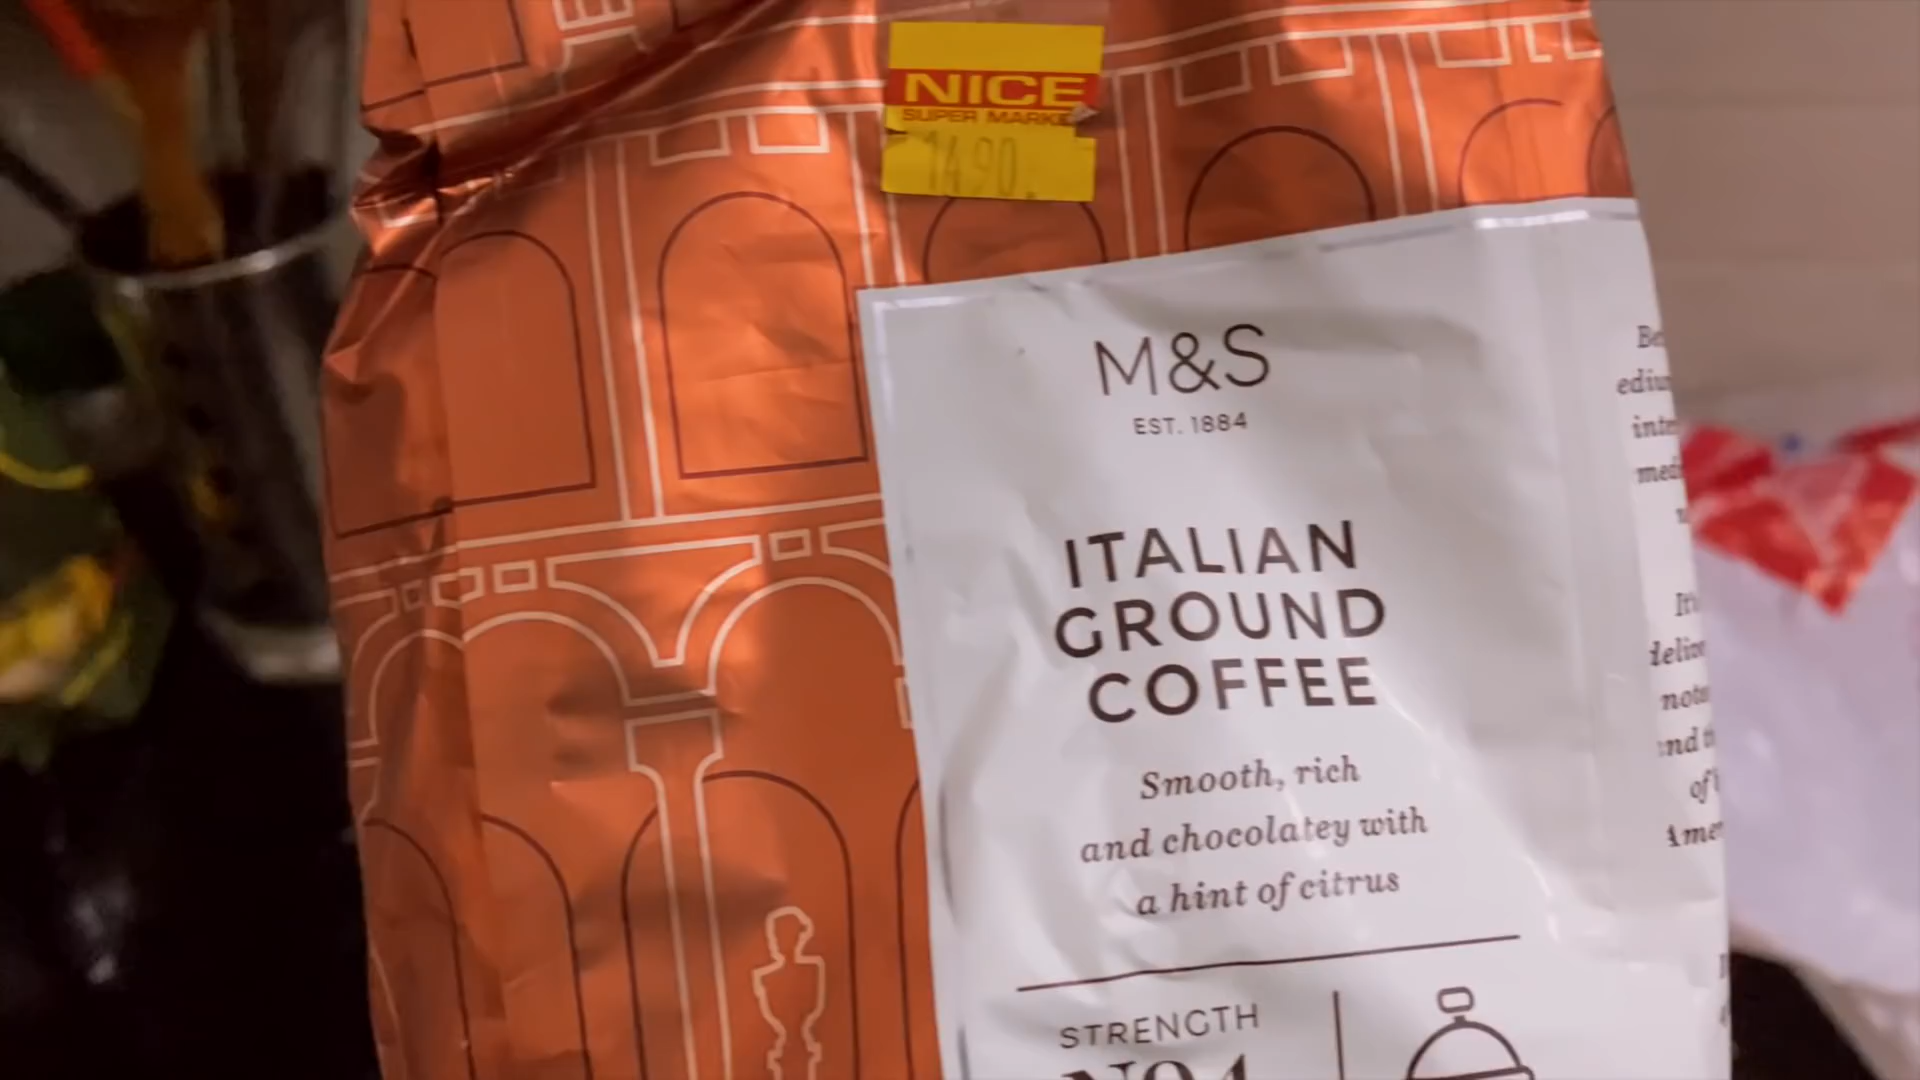 NICE
SUPER MARKE
14.90
M&S
EST. 1884
ITALIAN
GROUND
COFFEE
Smooth, rich
and chocolatey with
a hint of citrus
STRENGTH
Nº4